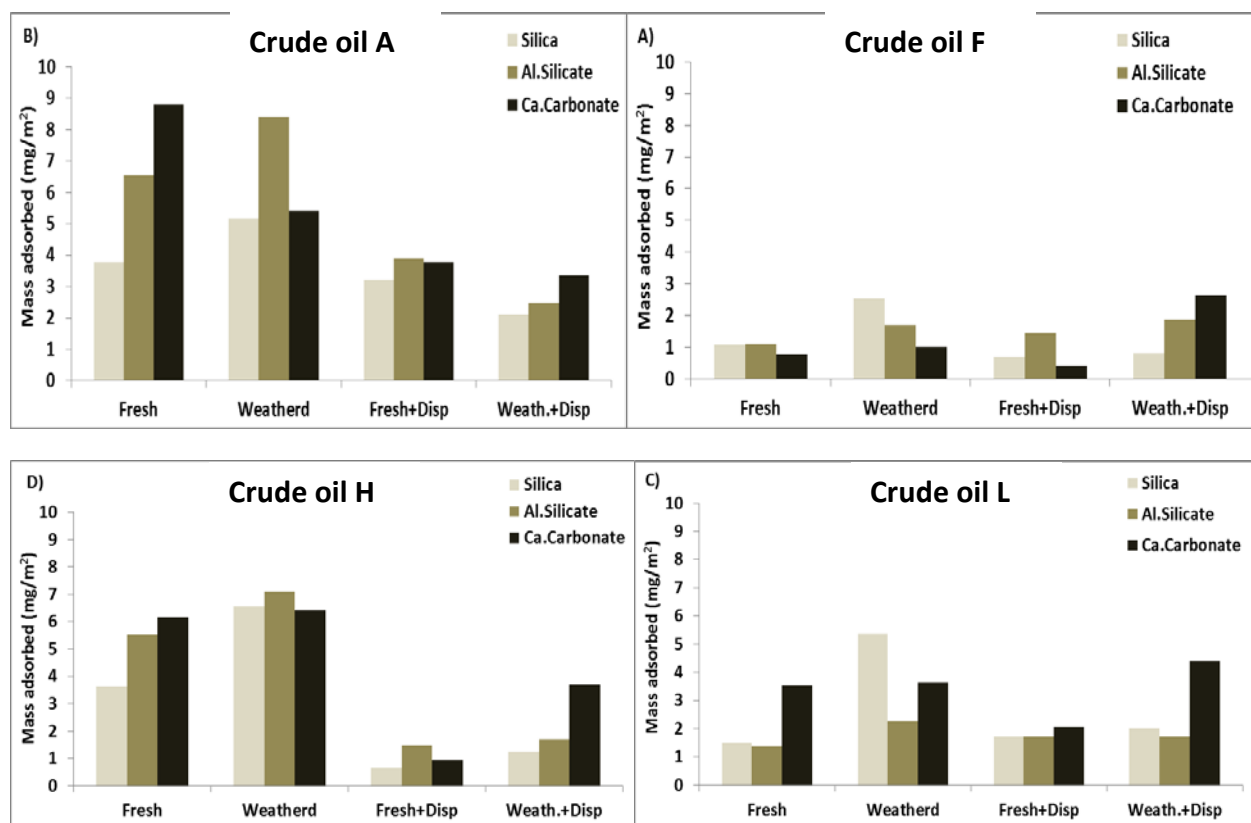 B)
Crude oil A
Silica
Al.Silicate
Ca.Carbonate
Mass adsorbed (mg/m²)
10
9
8
7
6
5
4
3
2
1
0
Fresh
Weatherd
Fresh+Disp
Weath.+Disp
A)
Crude oil F
Silica
Al.Silicate
Ca.Carbonate
Mass adsorbed (mg/m²)
10
9
8
7
6
5
4
3
2
1
0
Fresh
Weatherd
Fresh+Disp
Weath.+Disp
D)
Crude oil H
Silica
Al.Silicate
Ca.Carbonate
Mass adsorbed (mg/m²)
10
9
8
7
6
5
4
3
2
1
0
Fresh
Weatherd
Fresh+Disp
Weath.+Disp
C)
Crude oil L
Silica
Al.Silicate
Ca.Carbonate
Mass adsorbed (mg/m²)
10
9
8
7
6
5
4
3
2
1
0
Fresh
Weatherd
Fresh+Disp
Weath.+Disp